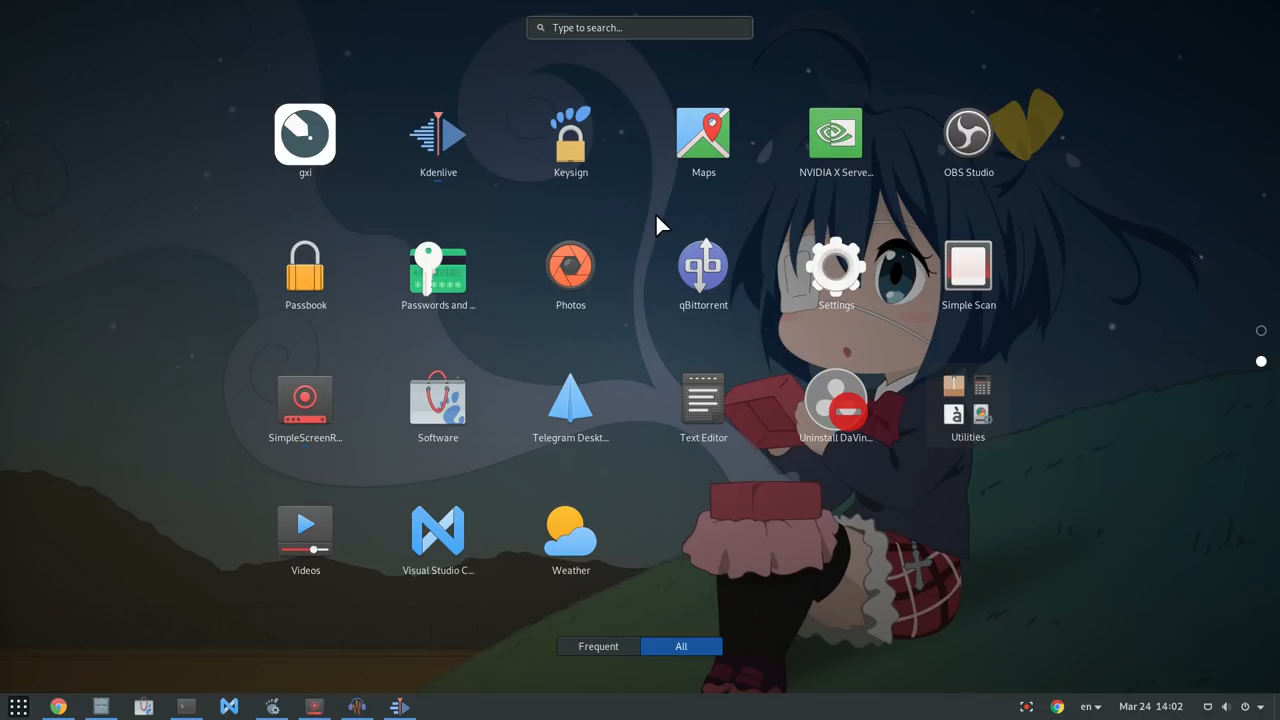 Type to search...
gxi
Kdenlive
Keysign
Maps
NVIDIA X Serve...
OBS Studio
Passbook
Passwords and ...
Photos
qBittorrent
Settings
Simple Scan
SimpleScreenR...
Software
Telegram Deskt...
Text Editor
Uninstall DaVin...
Utilities
Videos
Visual Studio C...
Weather
Frequent
All
en
Mar 24 14:02